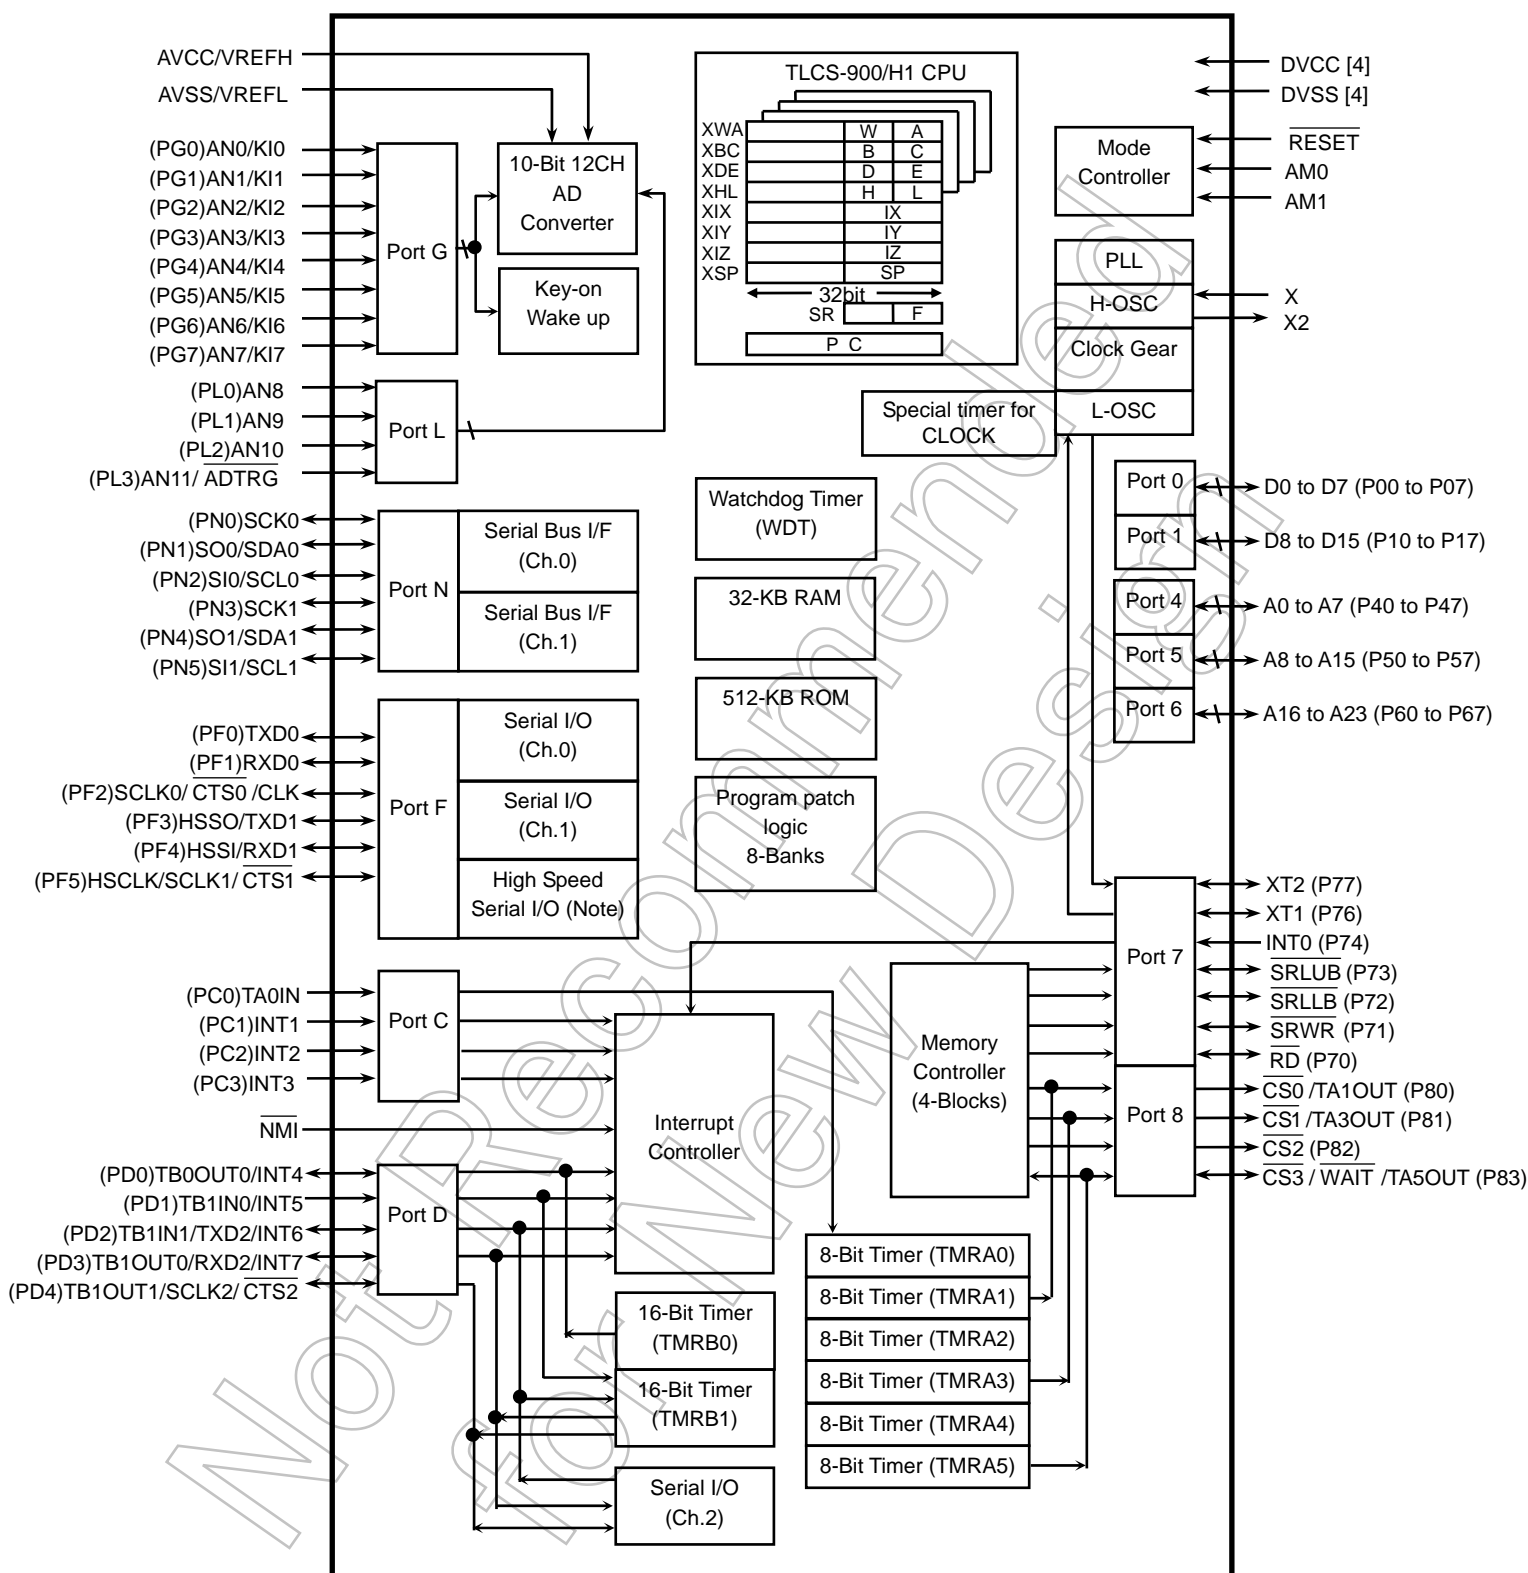 AVCC/VREFH
AVSS/VREFL
(PG0)AN0/KI0
(PG1)AN1/KI1
(PG2)AN2/KI2
(PG3)AN3/KI3
(PG4)AN4/KI4
(PG5)AN5/KI5
(PG6)AN6/KI6
(PG7)AN7/KI7
Port G
10-Bit 12CH
AD
Converter
Key-on
Wake up
(PL0)AN8
(PL1)AN9
(PL2)AN10
(PL3)AN11/ ADTRG
Port L
(PN0)SCK0
(PN1)SO0/SDA0
(PN2)SI0/SCL0
(PN3)SCK1
(PN4)SO1/SDA1
(PN5)SI1/SCL1
Port N
Serial Bus I/F
(Ch.0)
Serial Bus I/F
(Ch.1)
(PF0)TXD0
(PF1)RXD0
(PF2)SCLK0/ CTS0 /CLK
(PF3)HSSO/TXD1
(PF4)HSSI/RXD1
(PF5)HSCLK/SCLK1/ CTS1
Port F
Serial I/O
(Ch.0)
Serial I/O
(Ch.1)
High Speed
Serial I/O (Note)
(PC0)TA0IN
(PC1)INT1
(PC2)INT2
(PC3)INT3
Port C
NMI
(PD0)TB0OUT0/INT4
(PD1)TB1IN0/INT5
(PD2)TB1IN1/TXD2/INT6
(PD3)TB1OUT0/RXD2/INT7
(PD4)TB1OUT1/SCLK2/ CTS2
Port D
Interrupt
Controller
16-Bit Timer
(TMRB0)
16-Bit Timer
(TMRB1)
Serial I/O
(Ch.2)
TLCS-900/H1 CPU
XWA W A
XBC B C
XDE D E
XHL H L
XIX IX
XIY IY
XIZ IZ
XSP SP
32bit
SR F
P C
Special timer for
CLOCK
Watchdog Timer
(WDT)
32-KB RAM
512-KB ROM
Program patch
logic
8-Banks
Memory
Controller
(4-Blocks)
8-Bit Timer (TMRA0)
8-Bit Timer (TMRA1)
8-Bit Timer (TMRA2)
8-Bit Timer (TMRA3)
8-Bit Timer (TMRA4)
8-Bit Timer (TMRA5)
Mode
Controller
PLL
H-OSC
Clock Gear
L-OSC
Port 0
Port 1
Port 4
Port 5
Port 6
Port 7
Port 8
DVCC [4]
DVSS [4]
RESET
AM0
AM1
X
X2
D0 to D7 (P00 to P07)
D8 to D15 (P10 to P17)
A0 to A7 (P40 to P47)
A8 to A15 (P50 to P57)
A16 to A23 (P60 to P67)
XT2 (P77)
XT1 (P76)
INT0 (P74)
SRLUB (P73)
SRLLB (P72)
SRWR (P71)
RD (P70)
CS0 /TA1OUT (P80)
CS1 /TA3OUT (P81)
CS2 (P82)
CS3 / WAIT /TA5OUT (P83)
Not Recommended
for New Design